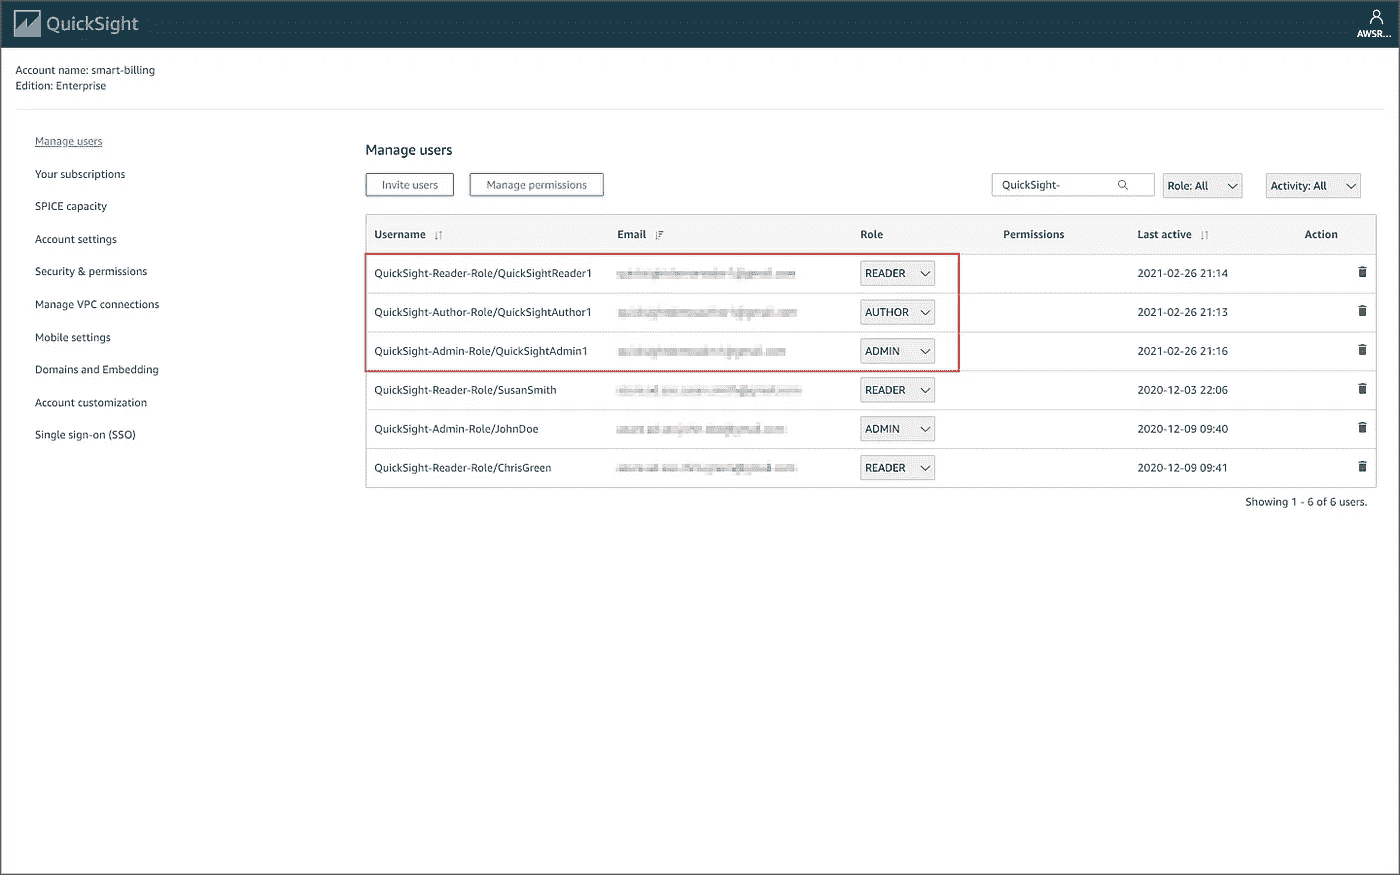 QuickSight
AWSR...
Account name: smart-billing
Edition: Enterprise
Manage users
Your subscriptions
SPICE capacity
Account settings
Security & permissions
Manage VPC connections
Mobile settings
Domains and Embedding
Account customization
Single sign-on (SSO)
Manage users
Invite users Manage permissions QuickSight- Role: All Activity: All
Username Email Role Permissions Last active Action
QuickSight-Reader-Role/QuickSightReader1 READER 2021-02-26 21:14
QuickSight-Author-Role/QuickSightAuthor1 AUTHOR 2021-02-26 21:13
QuickSight-Admin-Role/QuickSightAdmin1 ADMIN 2021-02-26 21:16
QuickSight-Reader-Role/SusanSmith READER 2020-12-03 22:06
QuickSight-Admin-Role/JohnDoe ADMIN 2020-12-09 09:40
QuickSight-Reader-Role/ChrisGreen READER 2020-12-09 09:41
Showing 1 - 6 of 6 users.